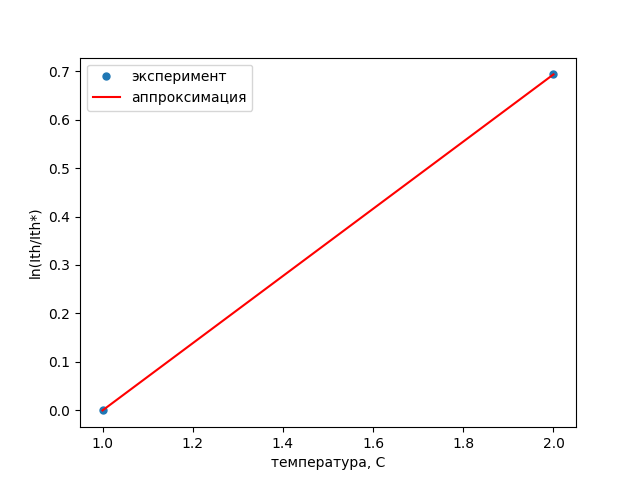 эксперимент
аппроксимация
0.7
0.6
0.5
0.4
0.3
0.2
0.1
0.0
ln(Ith/Ith*)
1.0 1.2 1.4 1.6 1.8 2.0
температура, С